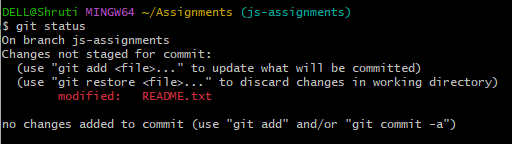 DELL@Shruti MINGW64 ~/Assignments (js-assignments)
$ git status
On branch js-assignments
Changes not staged for commit:
  (use "git add <file>..." to update what will be committed)
  (use "git restore <file>..." to discard changes in working directory)
        modified:   README.txt

no changes added to commit (use "git add" and/or "git commit -a")